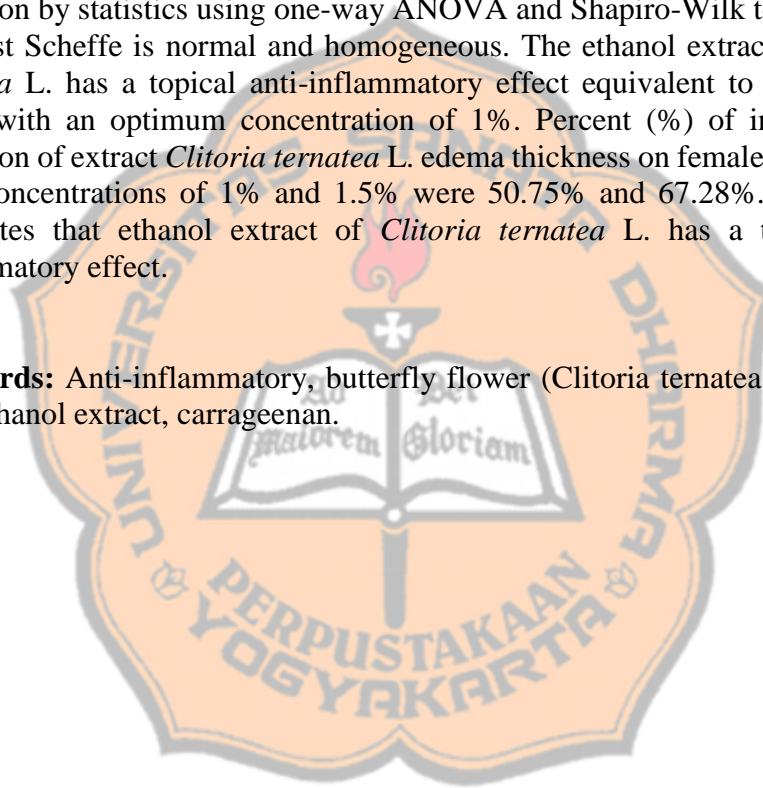 on by statistics using one-way ANOVA and Shapiro-Wilk t
st Scheffe is normal and homogeneous. The ethanol extrac
a L. has a topical anti-inflammatory effect equivalent to
with an optimum concentration of 1%. Percent (%) of in
on of extract Clitoria ternatea L. edema thickness on female
oncentrations of 1% and 1.5% were 50.75% and 67.28%.
tes that ethanol extract of Clitoria ternatea L. has a t
matory effect.
rds: Anti-inflammatory, butterfly flower (Clitoria ternatea
hanol extract, carrageenan.
UNIVERSITAS SANATA DHARMA
Ad Dei
Maiorem Gloriam
PERPUSTAKAAN
YOGYAKARTA